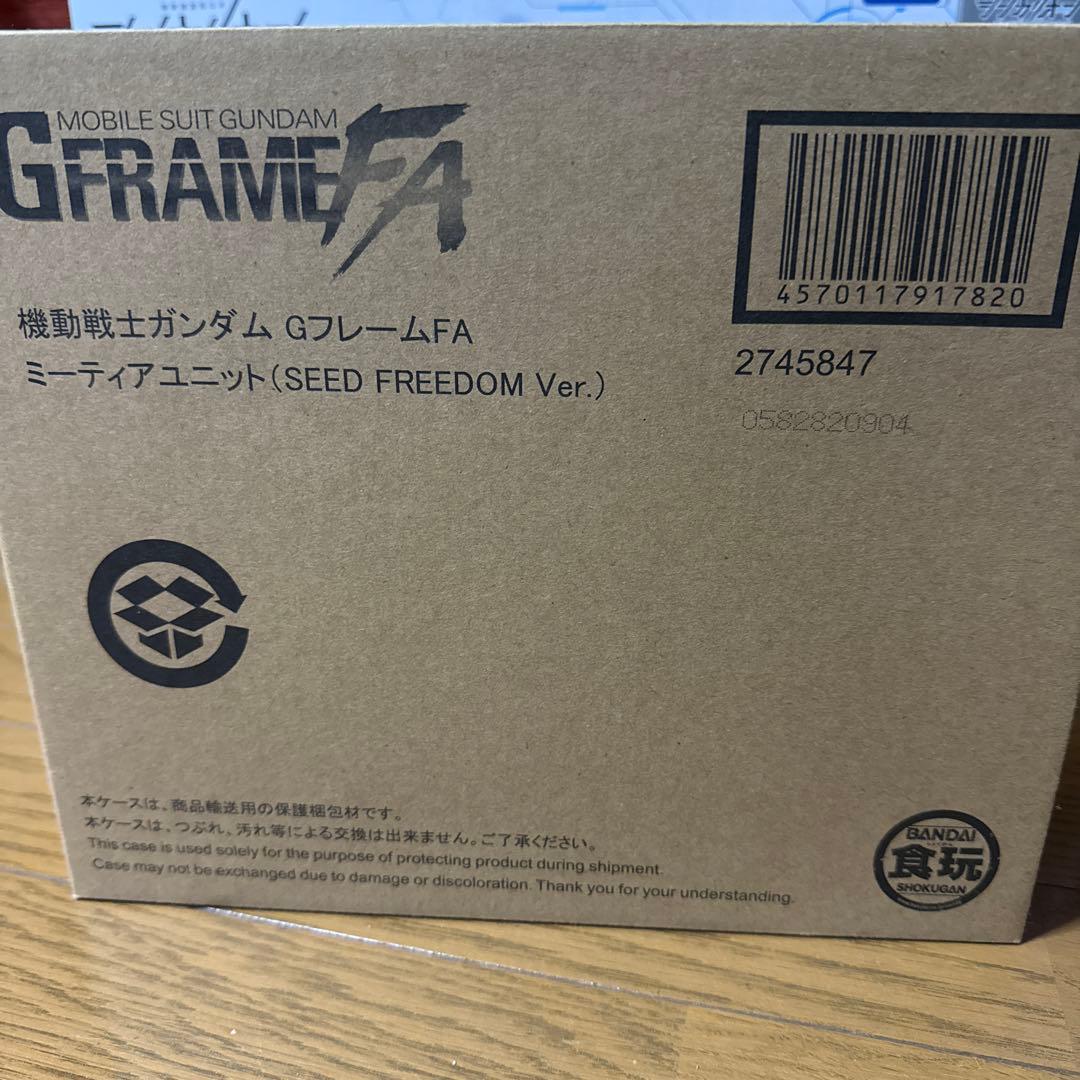 MOBILE SUIT GUNDAM
GFRAMEFA
4570117917820
機動戦士ガンダム GフレームFA
ミーティアユニット（SEED FREEDOM Ver.）
2745847
0582820904
本ケースは、商品輸送用の保護梱包材です。
本ケースは、つぶれ、汚れ等による交換は出来ません。ご了承ください。
This case is used solely for the purpose of protecting product during shipment.
Case may not be exchanged due to damage or discoloration. Thank you for your understanding.
BANDAI
食玩
SHOKUGAN